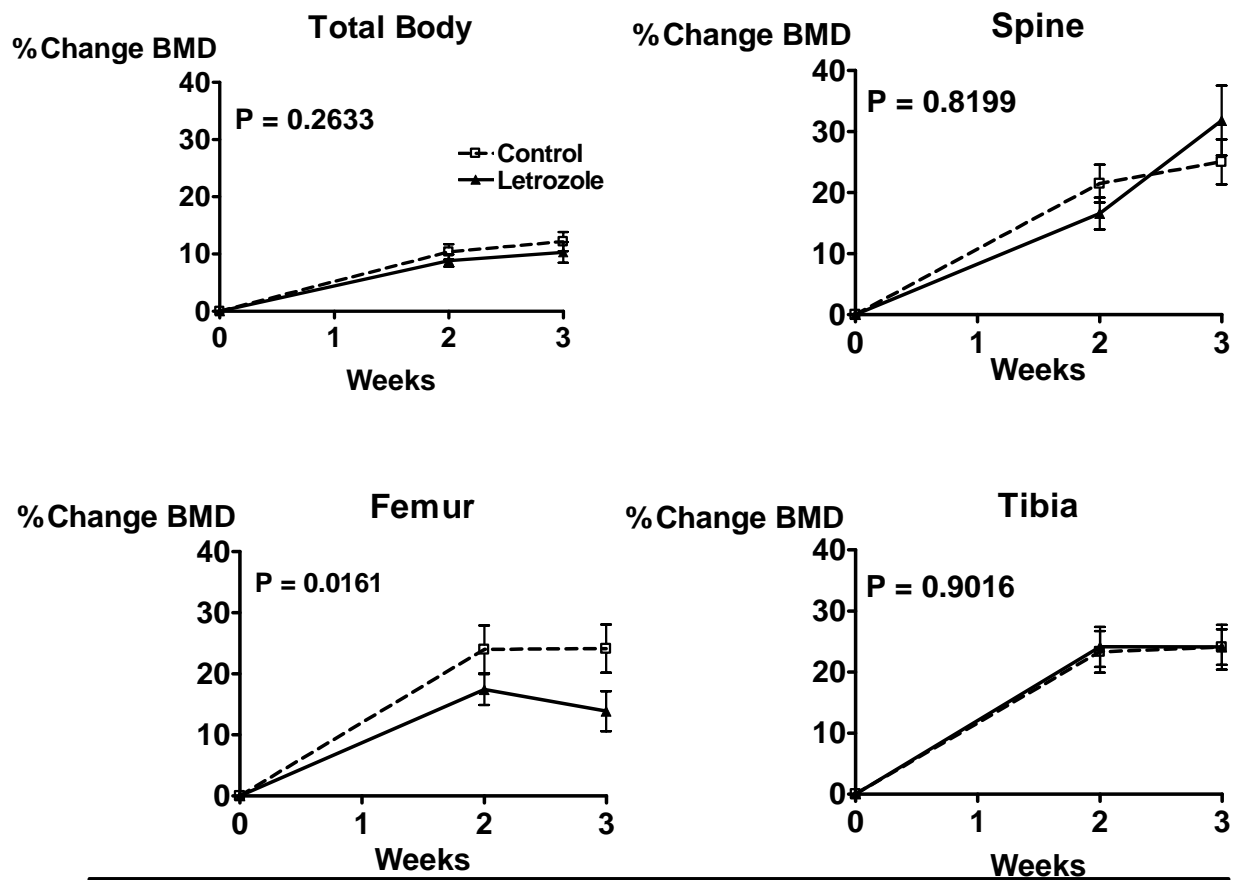 Total Body
%Change BMD
40
30
20
10
0
P = 0.2633
Control
Letrozole
0 1 2 3
Weeks
Spine
%Change BMD
40
30
20
10
0
P = 0.8199
0 1 2 3
Weeks
Femur
%Change BMD
40
30
20
10
0
P = 0.0161
0 1 2 3
Weeks
Tibia
%Change BMD
40
30
20
10
0
P = 0.9016
0 1 2 3
Weeks